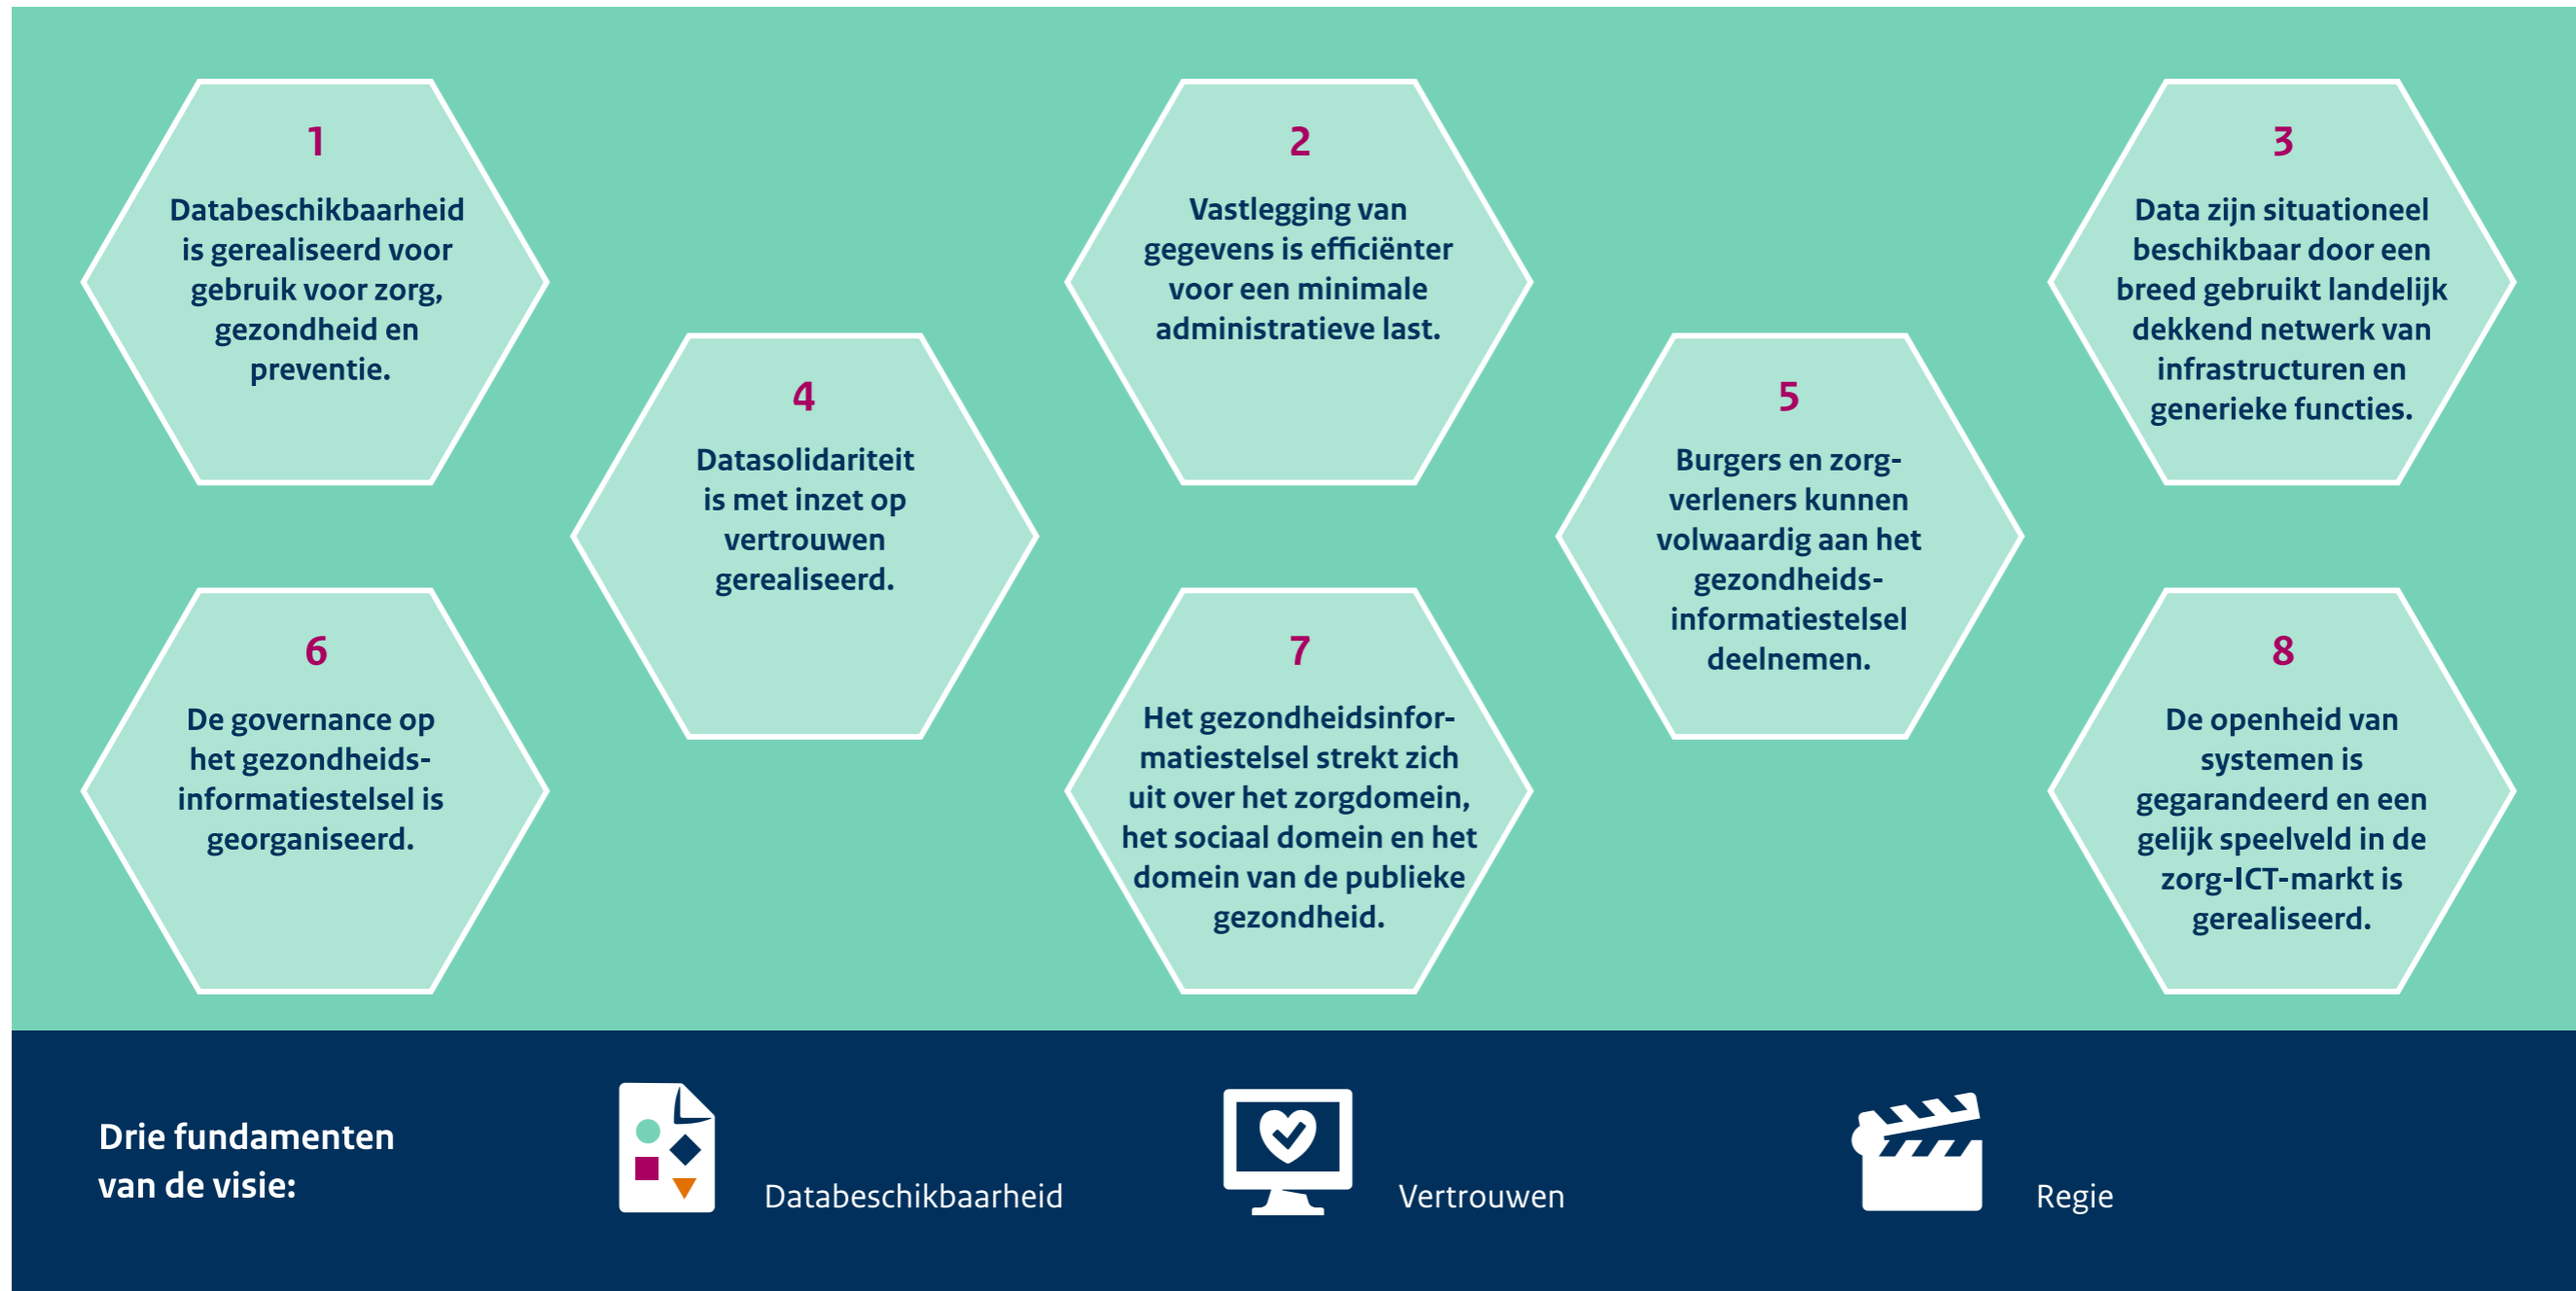 1
Databeschikbaarheid
is gerealiseerd voor
gebruik voor zorg,
gezondheid en
preventie.
2
Vastlegging van
gegevens is efficiënter
voor een minimale
administratieve last.
3
Data zijn situationeel
beschikbaar door een
breed gebruikt landelijk
dekkend netwerk van
infrastructuren en
generieke functies.
4
Datasolidariteit
is met inzet op
vertrouwen
gerealiseerd.
5
Burgers en zorg-
verleners kunnen
volwaardig aan het
gezondheids-
informatiestelsel
deelnemen.
6
De governance op
het gezondheids-
informatiestelsel is
georganiseerd.
7
Het gezondheidsinfor-
matiestelsel strekt zich
uit over het zorgdomein,
het sociaal domein en het
domein van de publieke
gezondheid.
8
De openheid van
systemen is
gegarandeerd en een
gelijk speelveld in de
zorg-ICT-markt is
gerealiseerd.
Drie fundamenten
van de visie:
Databeschikbaarheid
Vertrouwen
Regie